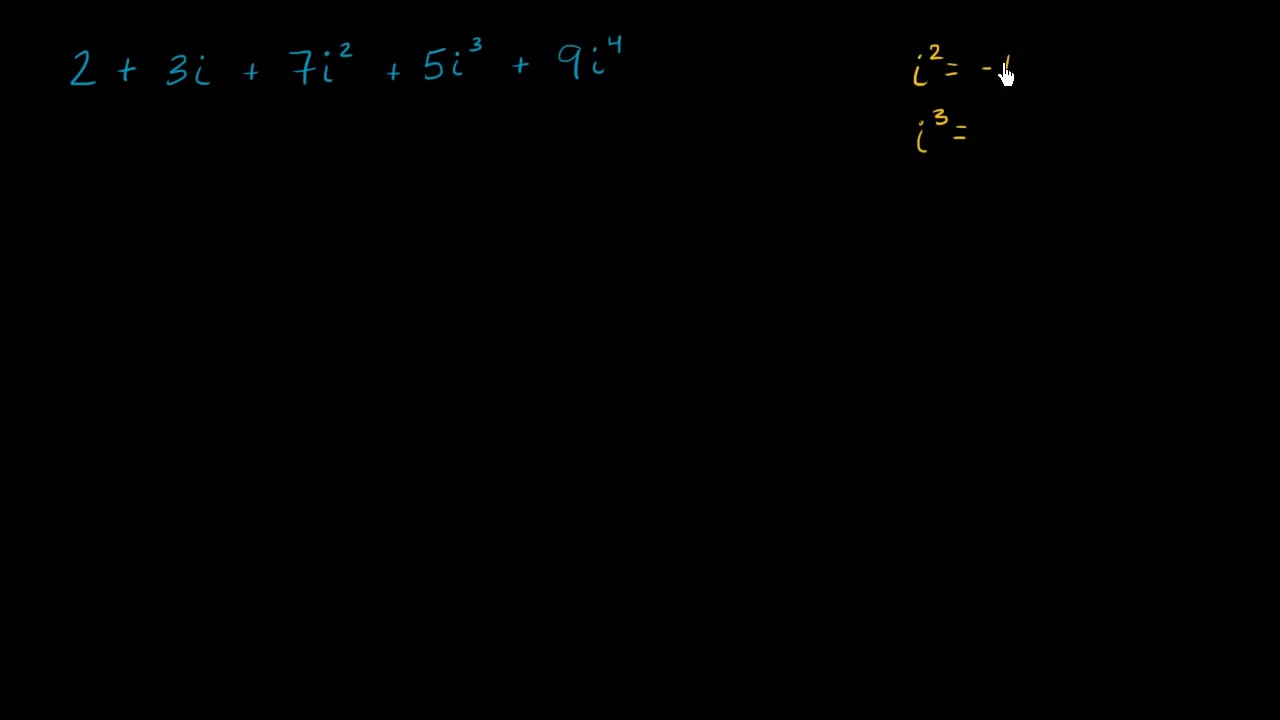 2 + 3i + 7i² + 5i³ + 9i⁴
i² = -1
i³ =